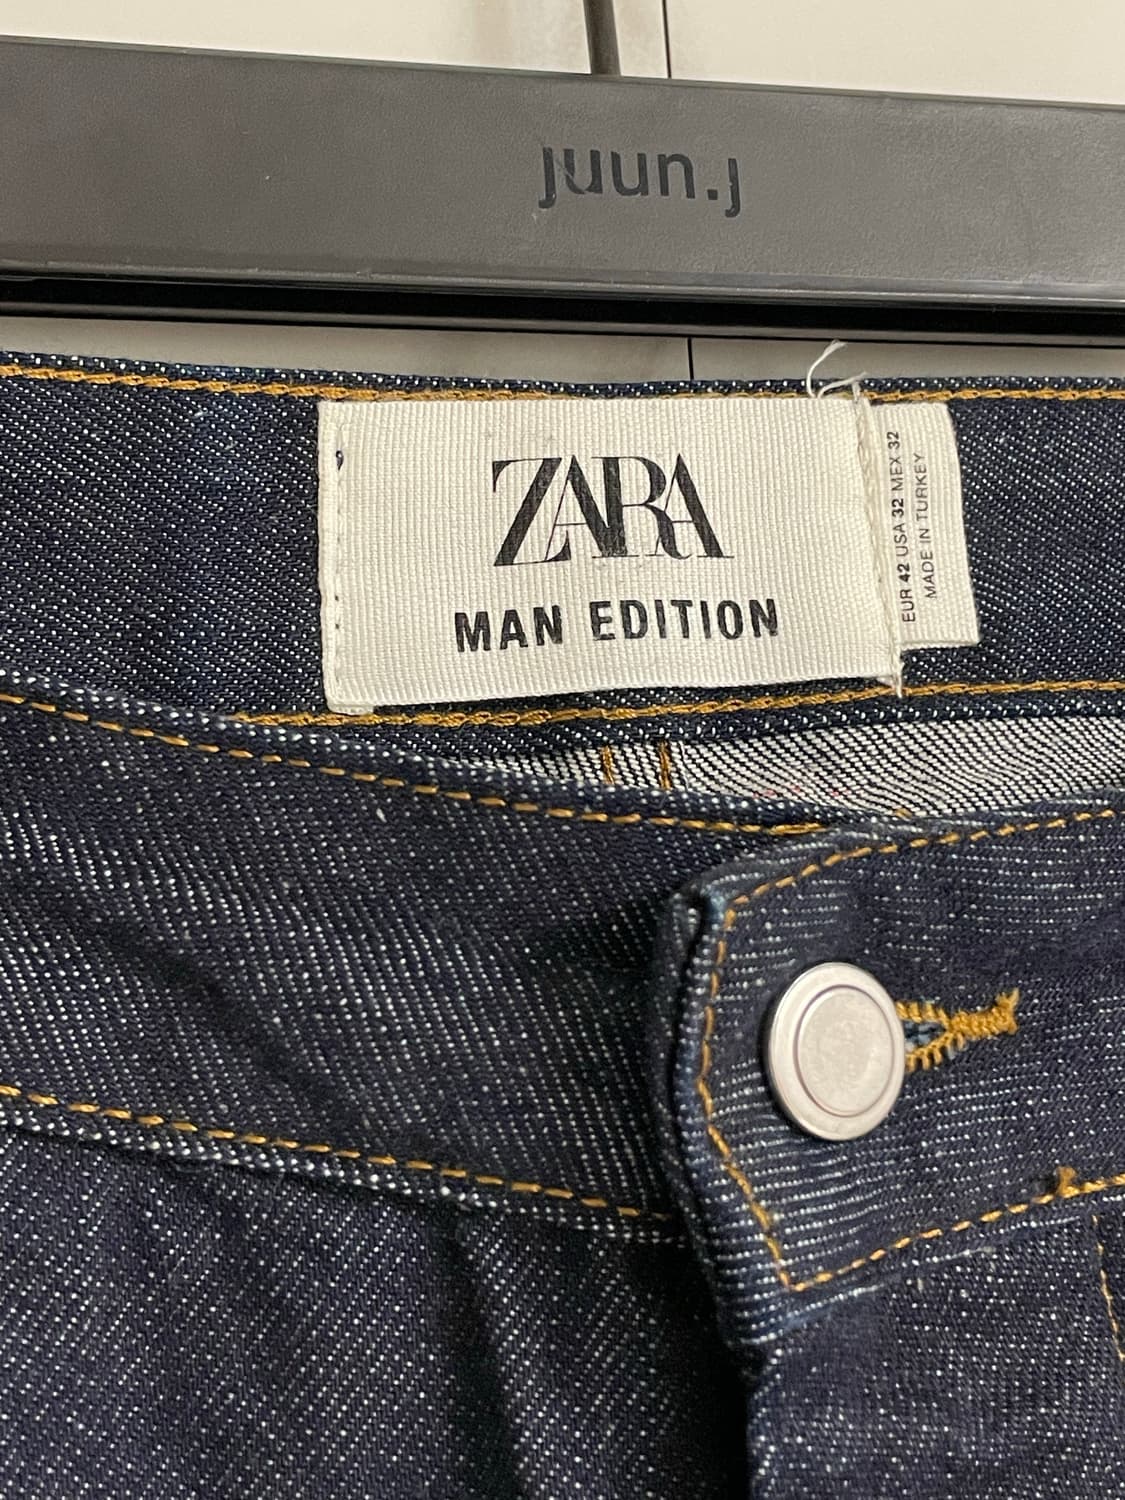 juun.j
ZARA
MAN EDITION
EUR 42 USA 32 MEX 32
MADE IN TURKEY